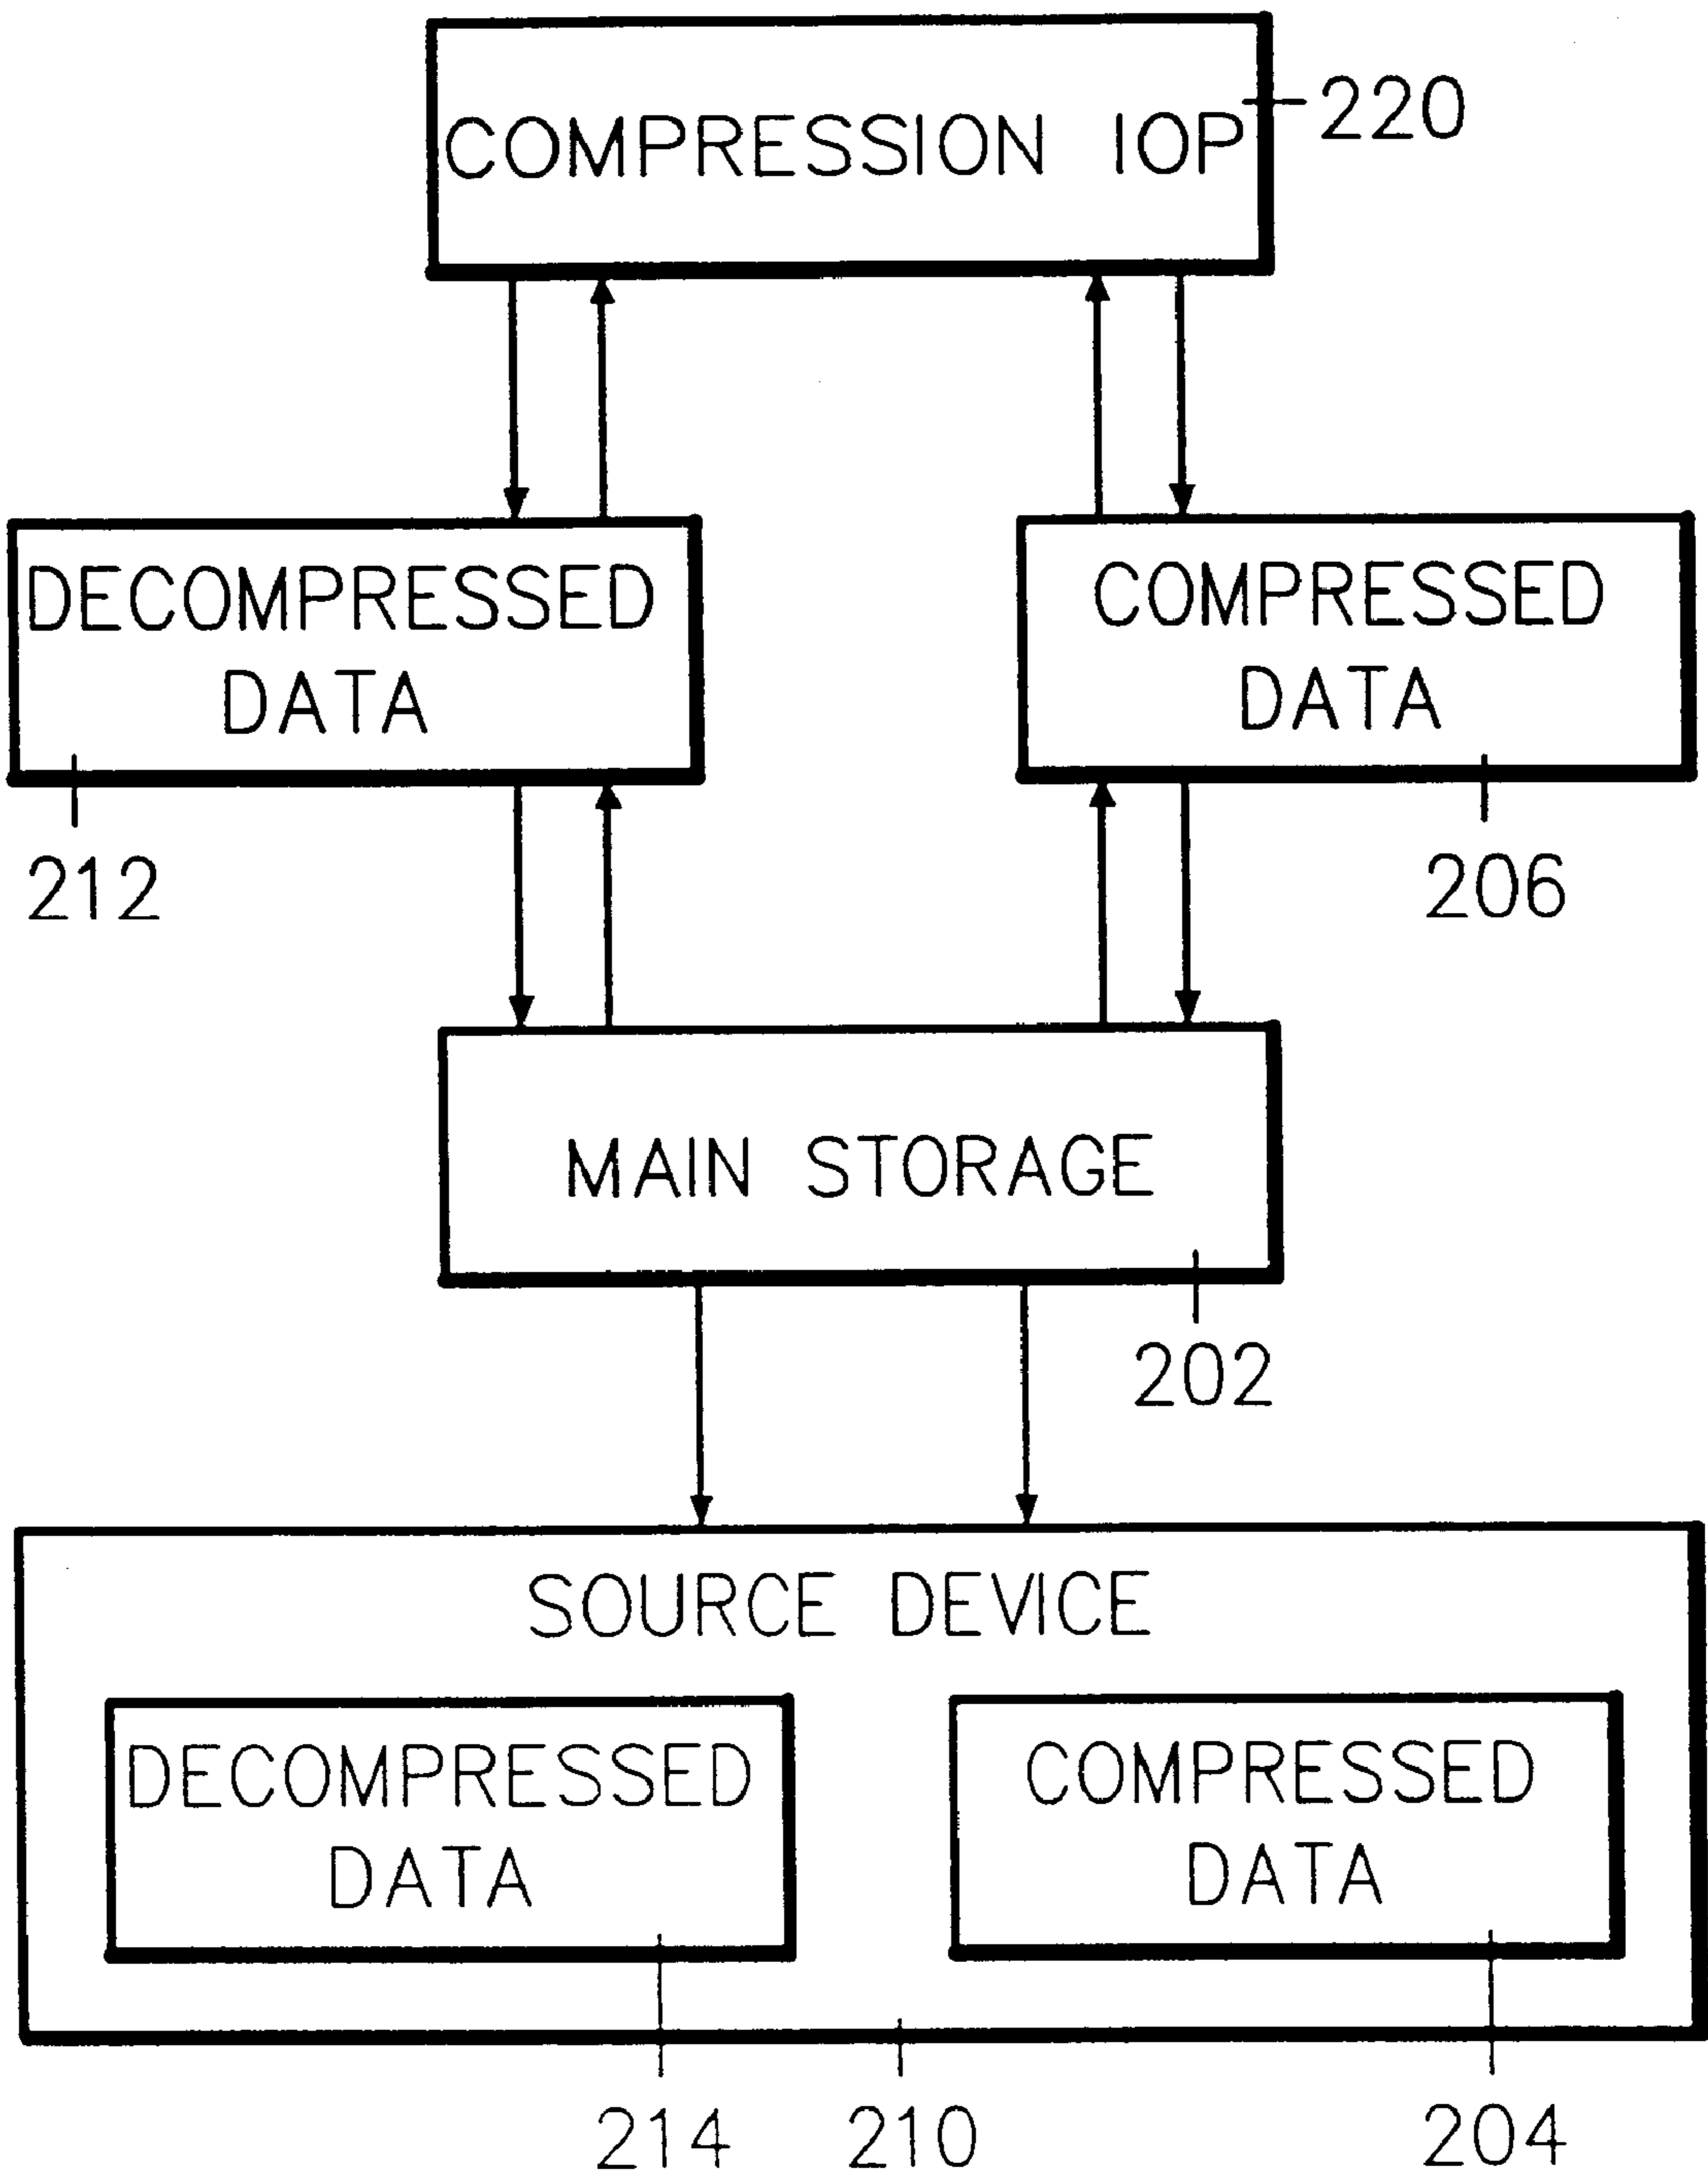 COMPRESSION IOP
220
DECOMPRESSED
DATA
COMPRESSED
DATA
212
206
MAIN STORAGE
202
SOURCE DEVICE
DECOMPRESSED
DATA
COMPRESSED
DATA
214
210
204